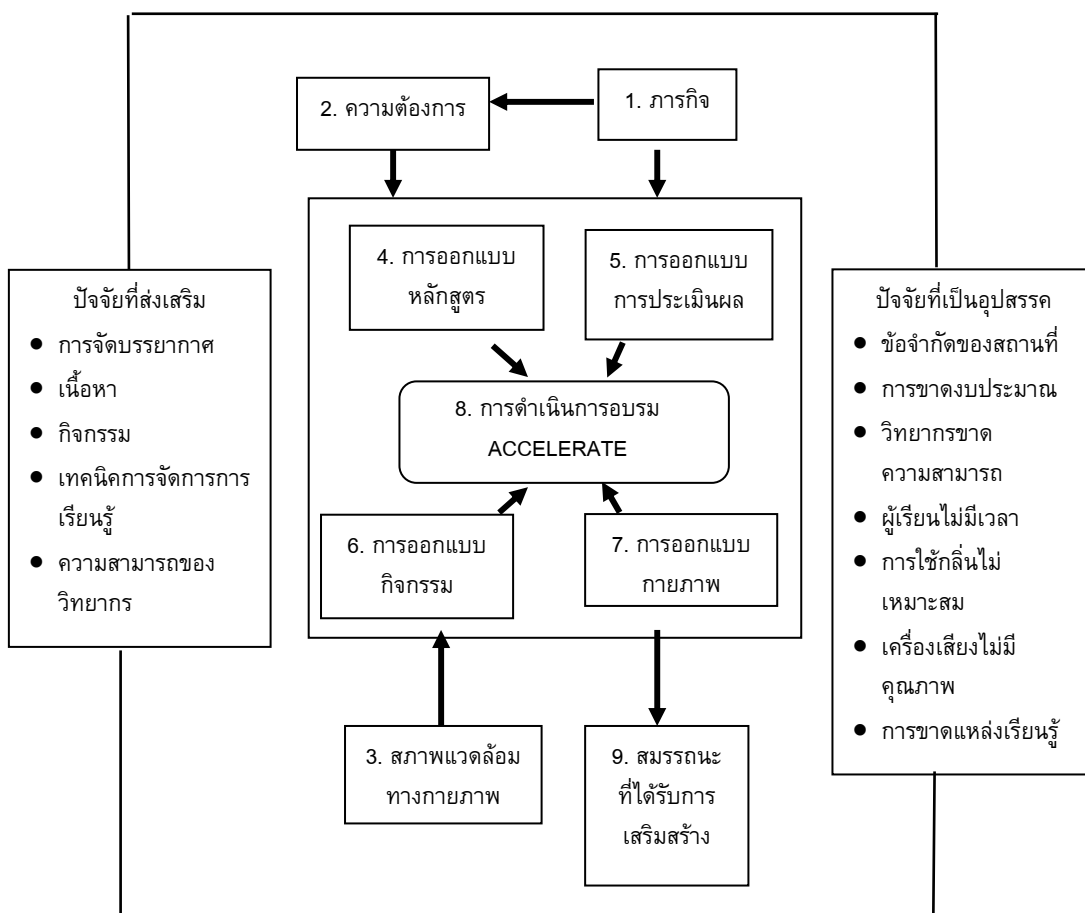 2. ความต้องการ
1. ภารกิจ
4. การออกแบบ
หลักสูตร
5. การออกแบบ
การประเมินผล
ปัจจัยที่ส่งเสริม
● การจัดบรรยากาศ
● เนื้อหา
● กิจกรรม
● เทคนิคการจัดการการ
เรียนรู้
● ความสามารถของ
วิทยากร
8. การดำเนินการอบรม
ACCELERATE
6. การออกแบบ
กิจกรรม
7. การออกแบบ
กายภาพ
ปัจจัยที่เป็นอุปสรรค
● ข้อจำกัดของสถานที่
● การขาดงบประมาณ
● วิทยากรขาด
ความสามารถ
● ผู้เรียนไม่มีเวลา
● การใช้กลิ่นไม่
เหมาะสม
● เครื่องเสียงไม่มี
คุณภาพ
● การขาดแหล่งเรียนรู้
3. สภาพแวดล้อม
ทางกายภาพ
9. สมรรถนะ
ที่ได้รับการ
เสริมสร้าง